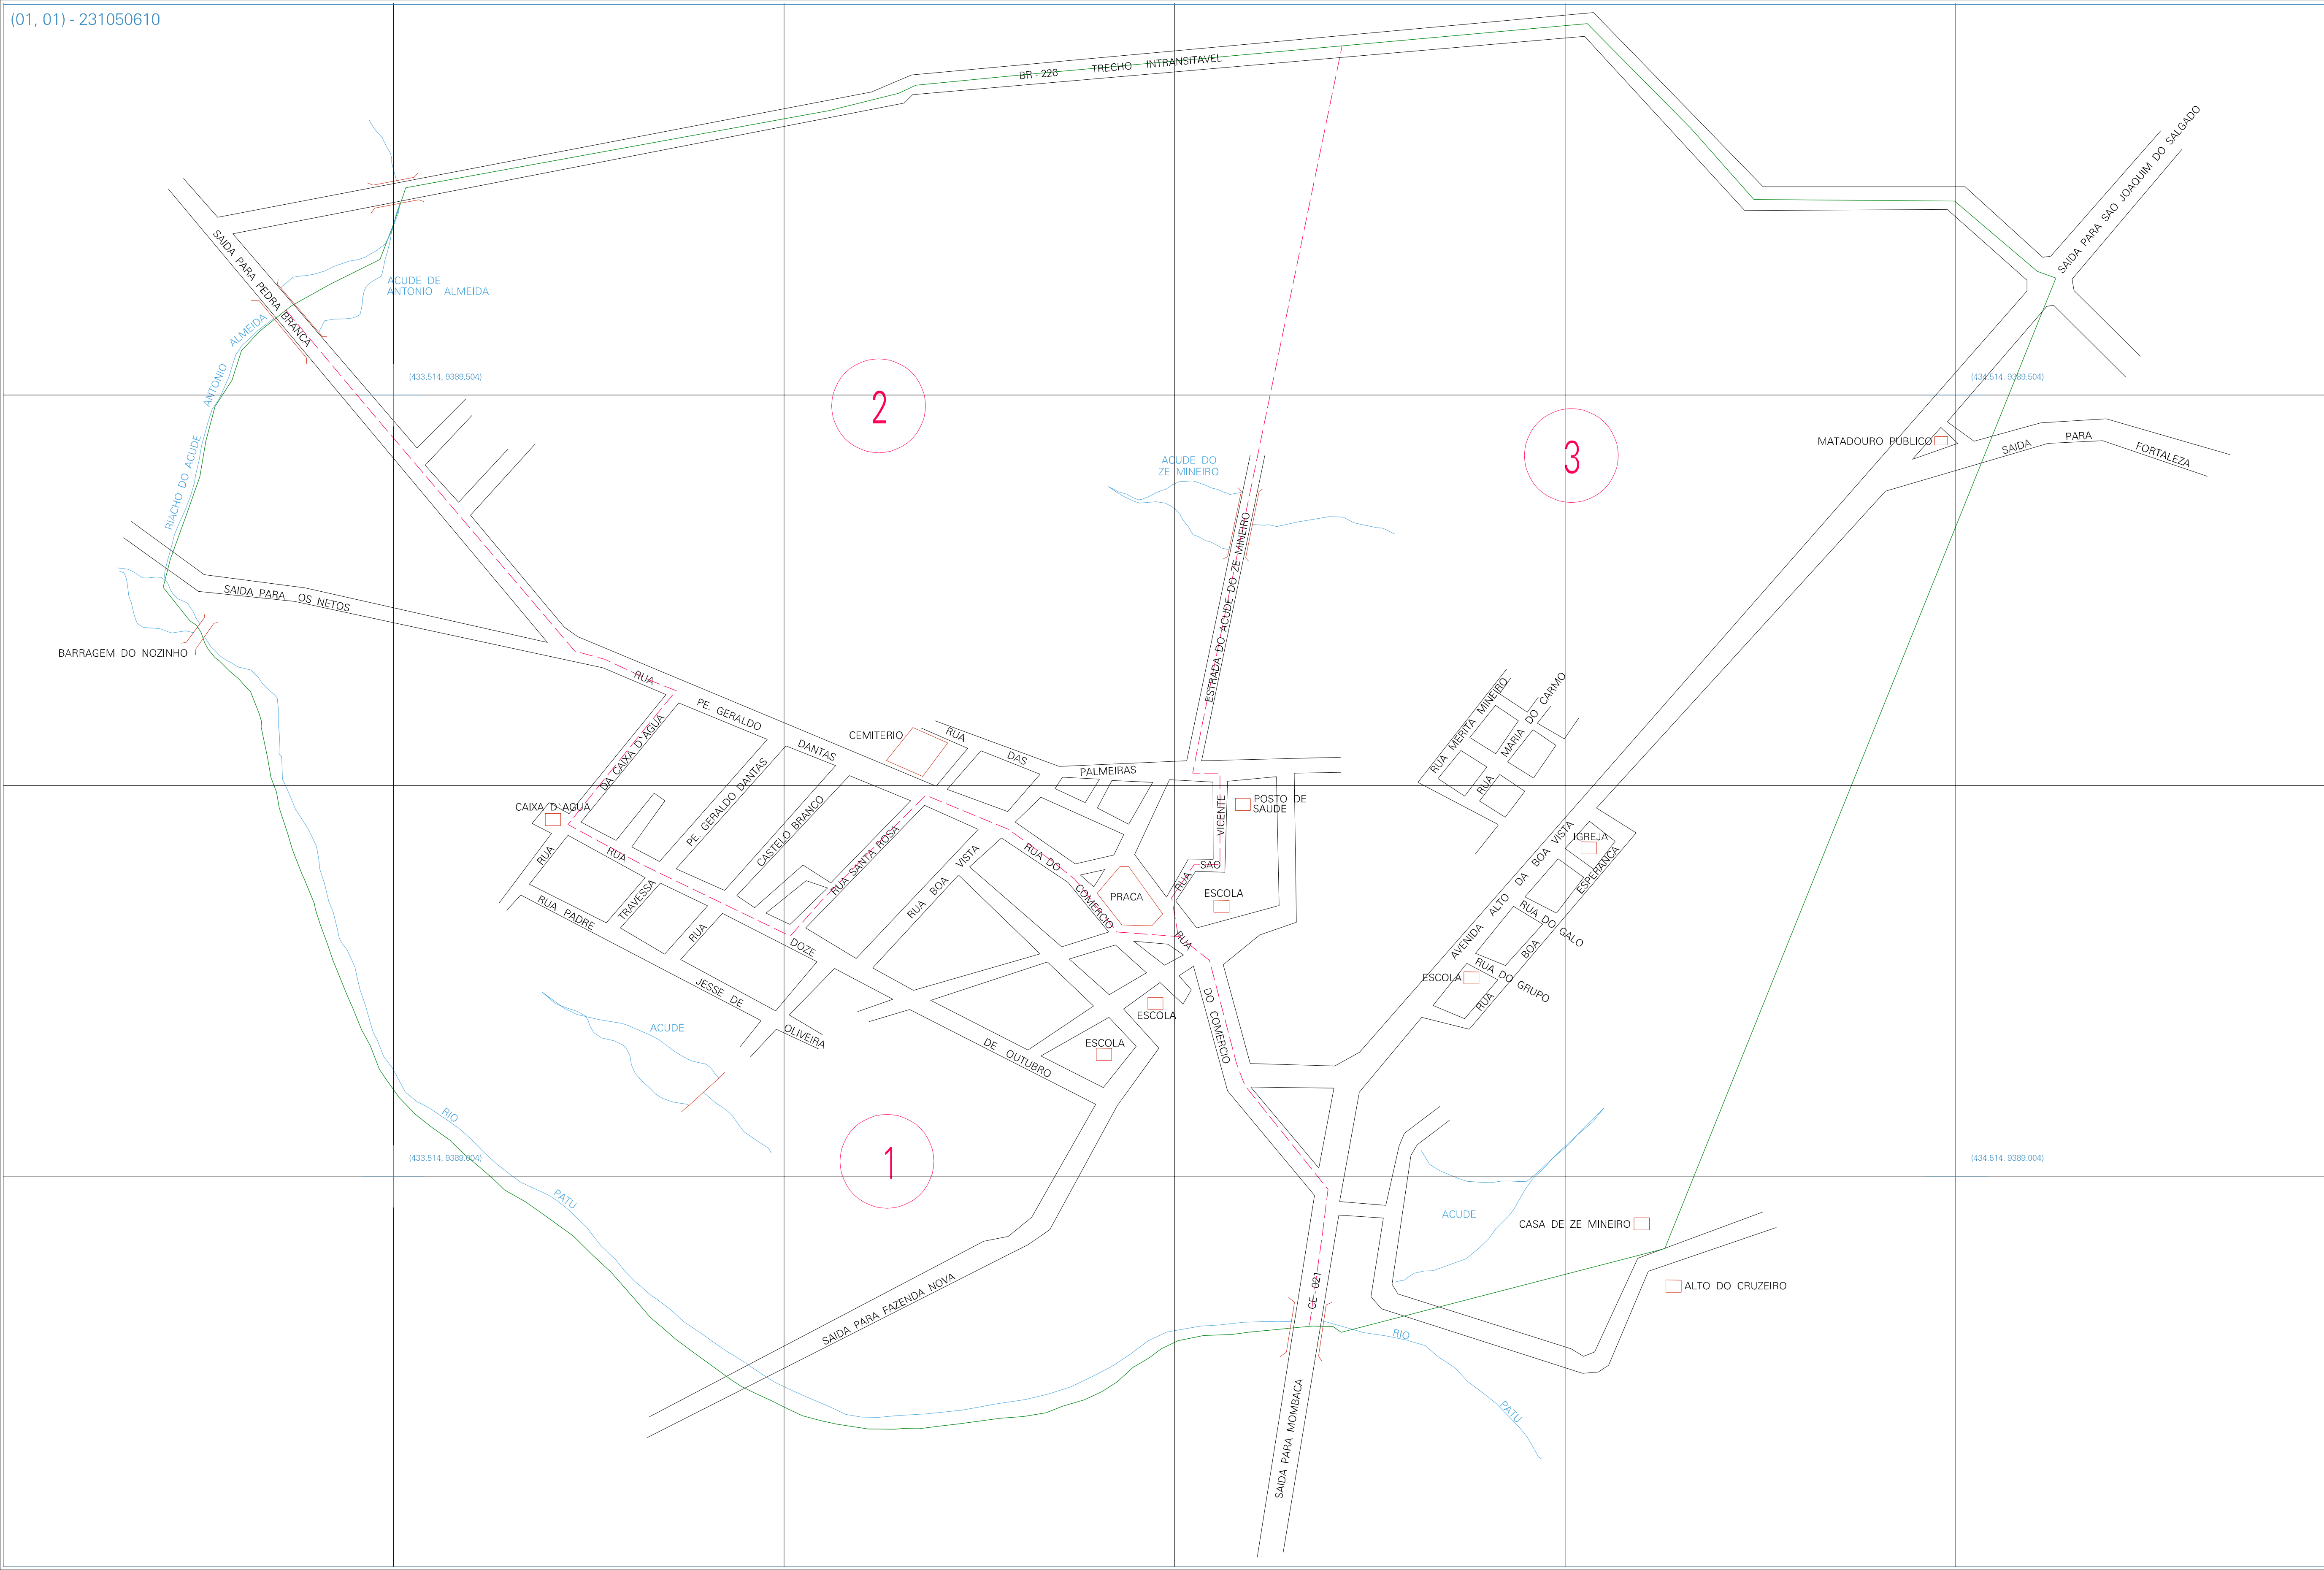 (01, 01) - 231050610
BR - 226 TRECHO INTRANSITAVEL
SAIDA PARA SAO JOAQUIM DO SALGADO
SAIDA PARA PEDRA BRANCA
ACUDE DE
ANTONIO ALMEIDA
RIACHO DO ACUDE ANTONIO ALMEIDA
(433.514, 9389.504)
(434.514, 9389.504)
2
3
MATADOURO PUBLICO
SAIDA PARA FORTALEZA
ACUDE DO
ZE MINEIRO
ESTRADA DO ACUDE DO ZE MINEIRO
SAIDA PARA OS NETOS
BARRAGEM DO NOZINHO
RUA PE. GERALDO DANTAS
RUA DA CAIXA D'AGUA
CEMITERIO
RUA DAS PALMEIRAS
RUA MERITA MINEIRO
RUA MARIA DO CARMO
CAIXA D AGUA
RUA PE. GERALDO DANTAS
CASTELO BRANCO
RUA SANTA ROSA
RUA BOA VISTA
RUA DO COMERCIO
PRACA
RUA SAO VICENTE
POSTO DE
SAUDE
ESCOLA
IGREJA
AVENIDA ALTO DA BOA VISTA
RUA BOA ESPERANCA
RUA DO GALO
RUA DO GRUPO
ESCOLA
TRAVESSA
RUA PADRE JESSE DE OLIVEIRA
RUA DOZE DE OUTUBRO
RUA DO COMERCIO
ESCOLA
ESCOLA
ACUDE
RIO PATU
(433.514, 9389.004)
(434.514, 9389.004)
1
ACUDE
CASA DE ZE MINEIRO
ALTO DO CRUZEIRO
SAIDA PARA FAZENDA NOVA
CE - 021
RIO PATU
SAIDA PARA MOMBACA